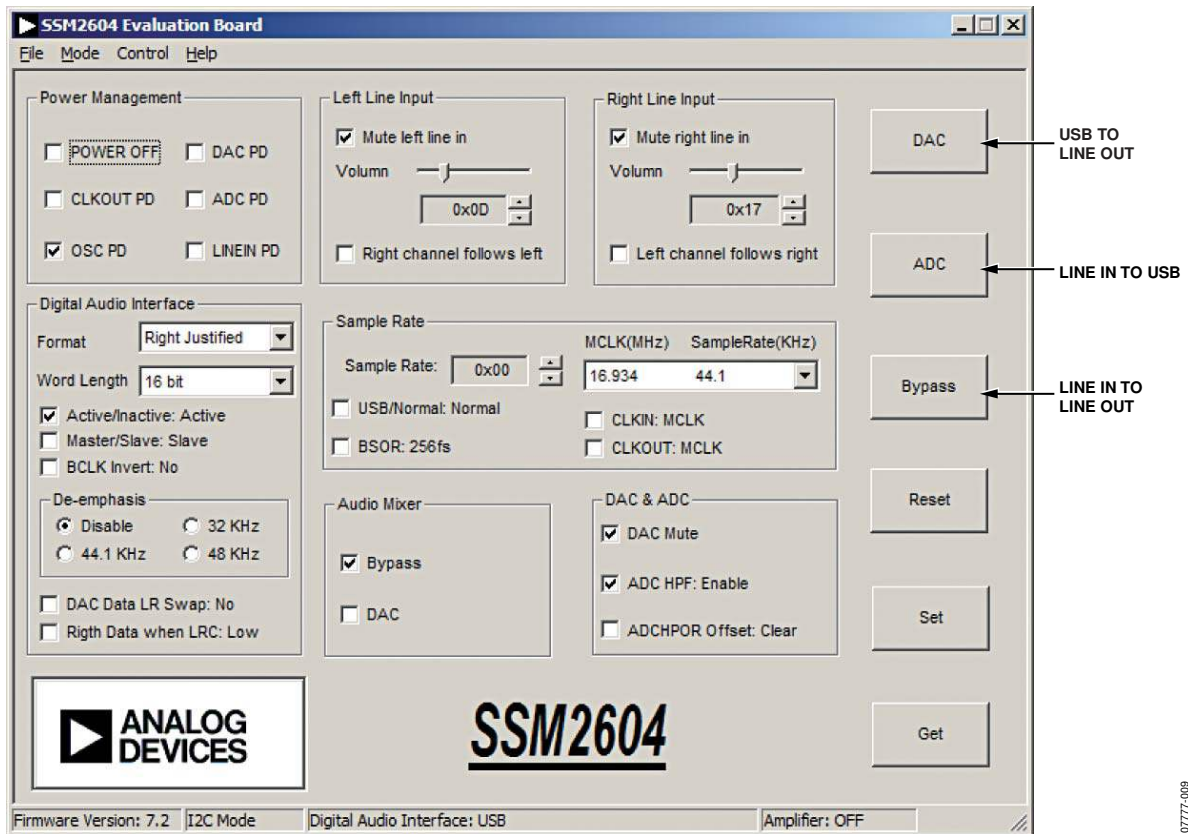 SSM2604 Evaluation Board
File Mode Control Help
Power Management
POWER OFF
DAC PD
CLKOUT PD
ADC PD
OSC PD
LINEIN PD
Left Line Input
Mute left line in
Volumn
0x0D
Right channel follows left
Right Line Input
Mute right line in
Volumn
0x17
Left channel follows right
DAC
USB TO
LINE OUT
ADC
LINE IN TO USB
Bypass
LINE IN TO
LINE OUT
Reset
Set
Get
Digital Audio Interface
Format
Right Justified
Word Length
16 bit
Active/Inactive: Active
Master/Slave: Slave
BCLK Invert: No
De-emphasis
Disable
32 KHz
44.1 KHz
48 KHz
DAC Data LR Swap: No
Rigth Data when LRC: Low
Sample Rate
Sample Rate:
0x00
MCLK(MHz) SampleRate(KHz)
16.934 44.1
USB/Normal: Normal
BSOR: 256fs
CLKIN: MCLK
CLKOUT: MCLK
Audio Mixer
Bypass
DAC
DAC & ADC
DAC Mute
ADC HPF: Enable
ADCHPOR Offset: Clear
ANALOG
DEVICES
SSM2604
Firmware Version: 7.2
I2C Mode
Digital Audio Interface: USB
Amplifier: OFF
07777-009